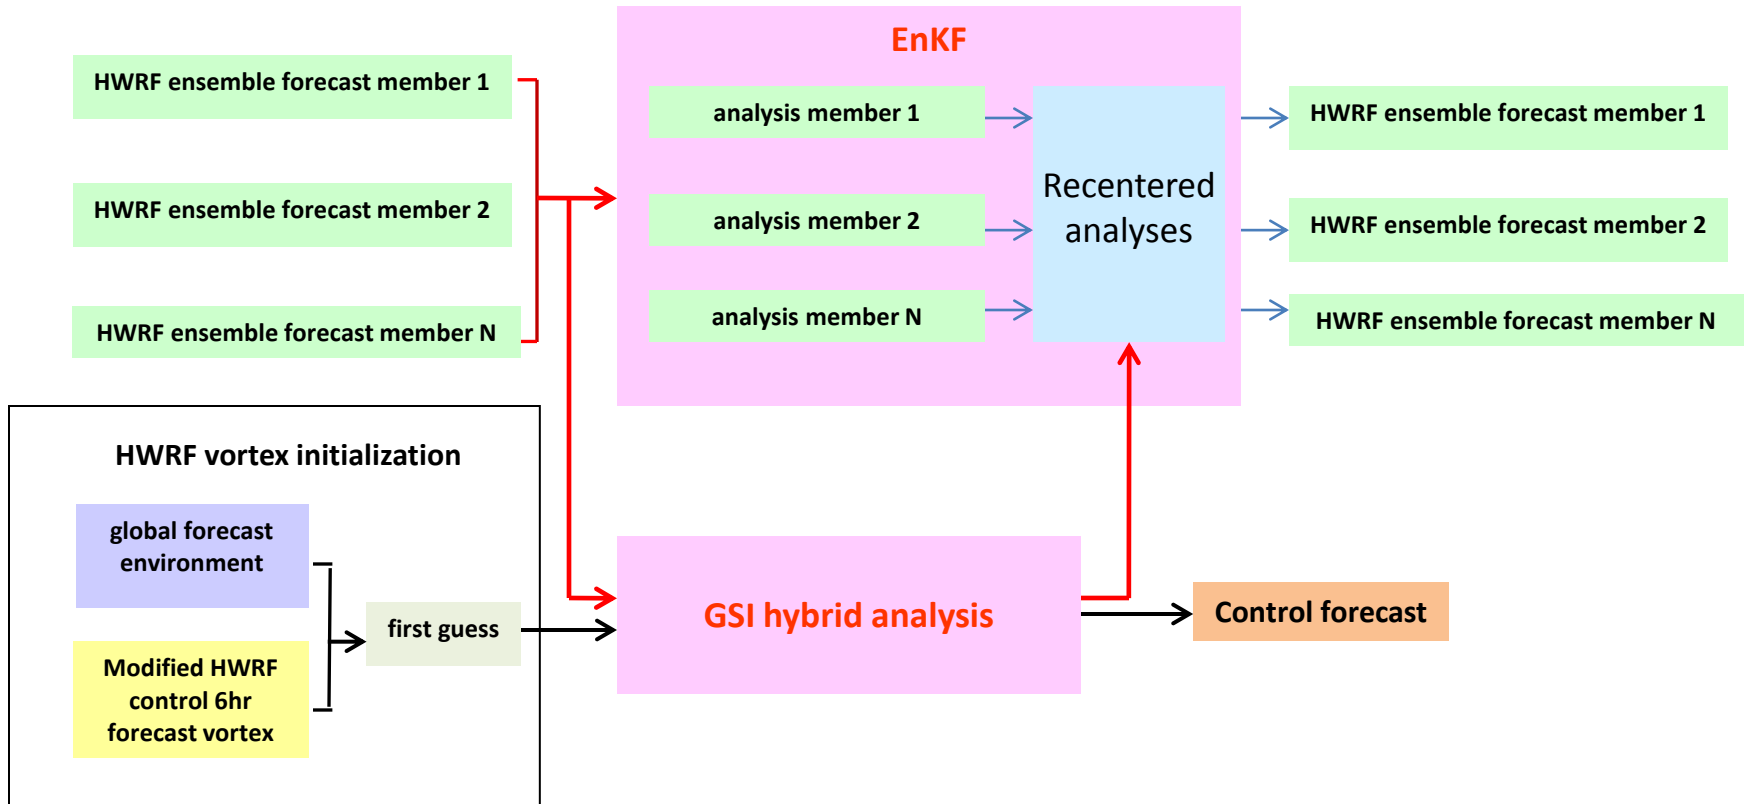 EnKF
HWRF ensemble forecast member 1
HWRF ensemble forecast member 2
HWRF ensemble forecast member N
analysis member 1
analysis member 2
analysis member N
Recentered
analyses
HWRF ensemble forecast member 1
HWRF ensemble forecast member 2
HWRF ensemble forecast member N
HWRF vortex initialization
global forecast
environment
Modified HWRF
control 6hr
forecast vortex
first guess
GSI hybrid analysis
Control forecast